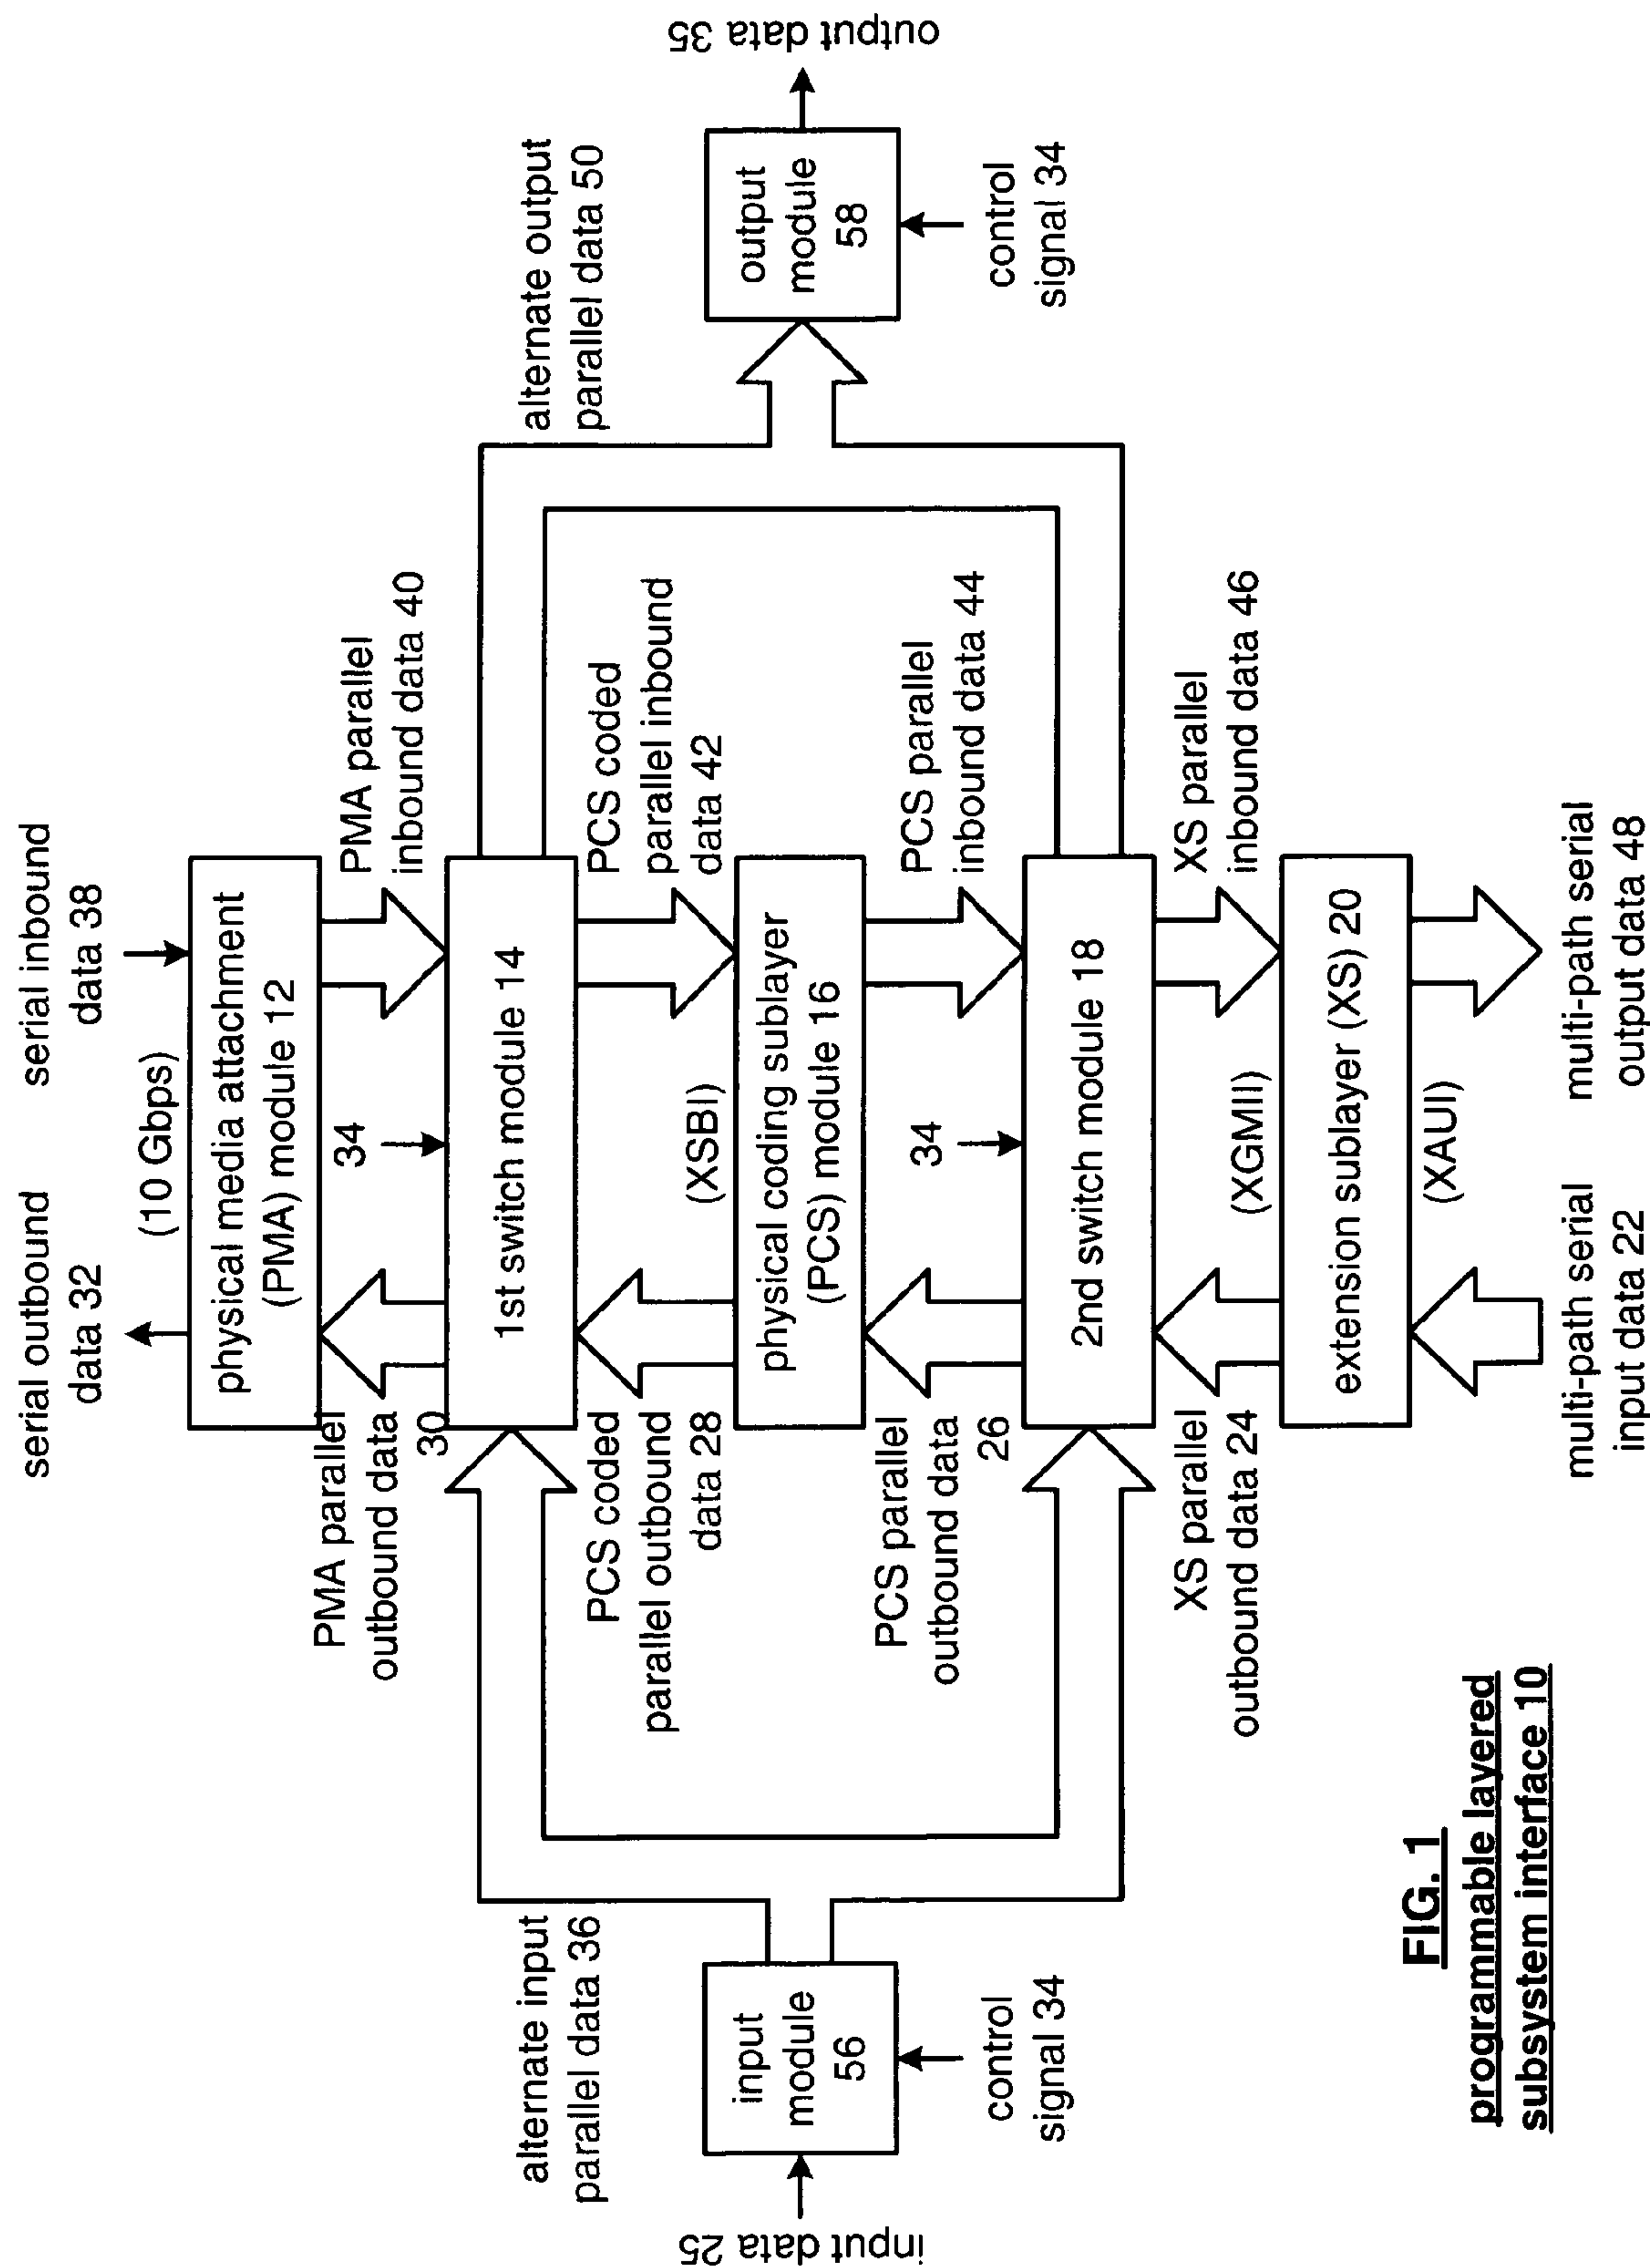 serial outbound
data 32
serial inbound
data 38
(10 Gbps)
physical media attachment
(PMA) module 12
PMA parallel
outbound data
30
34
PMA parallel
inbound data 40
1st switch module 14
alternate input
parallel data 36
alternate output
parallel data 50
PCS coded
parallel outbound
data 28
(XSBI)
PCS coded
parallel inbound
data 42
input data 25
input
module
56
control
signal 34
physical coding sublayer
(PCS) module 16
output
module
58
control
signal 34
output data 35
PCS parallel
outbound data
26
34
PCS parallel
inbound data 44
2nd switch module 18
XS parallel
outbound data 24
(XGMII)
XS parallel
inbound data 46
extension sublayer (XS) 20
(XAUI)
multi-path serial
input data 22
multi-path serial
output data 48
FIG. 1
programmable layered
subsystem interface 10